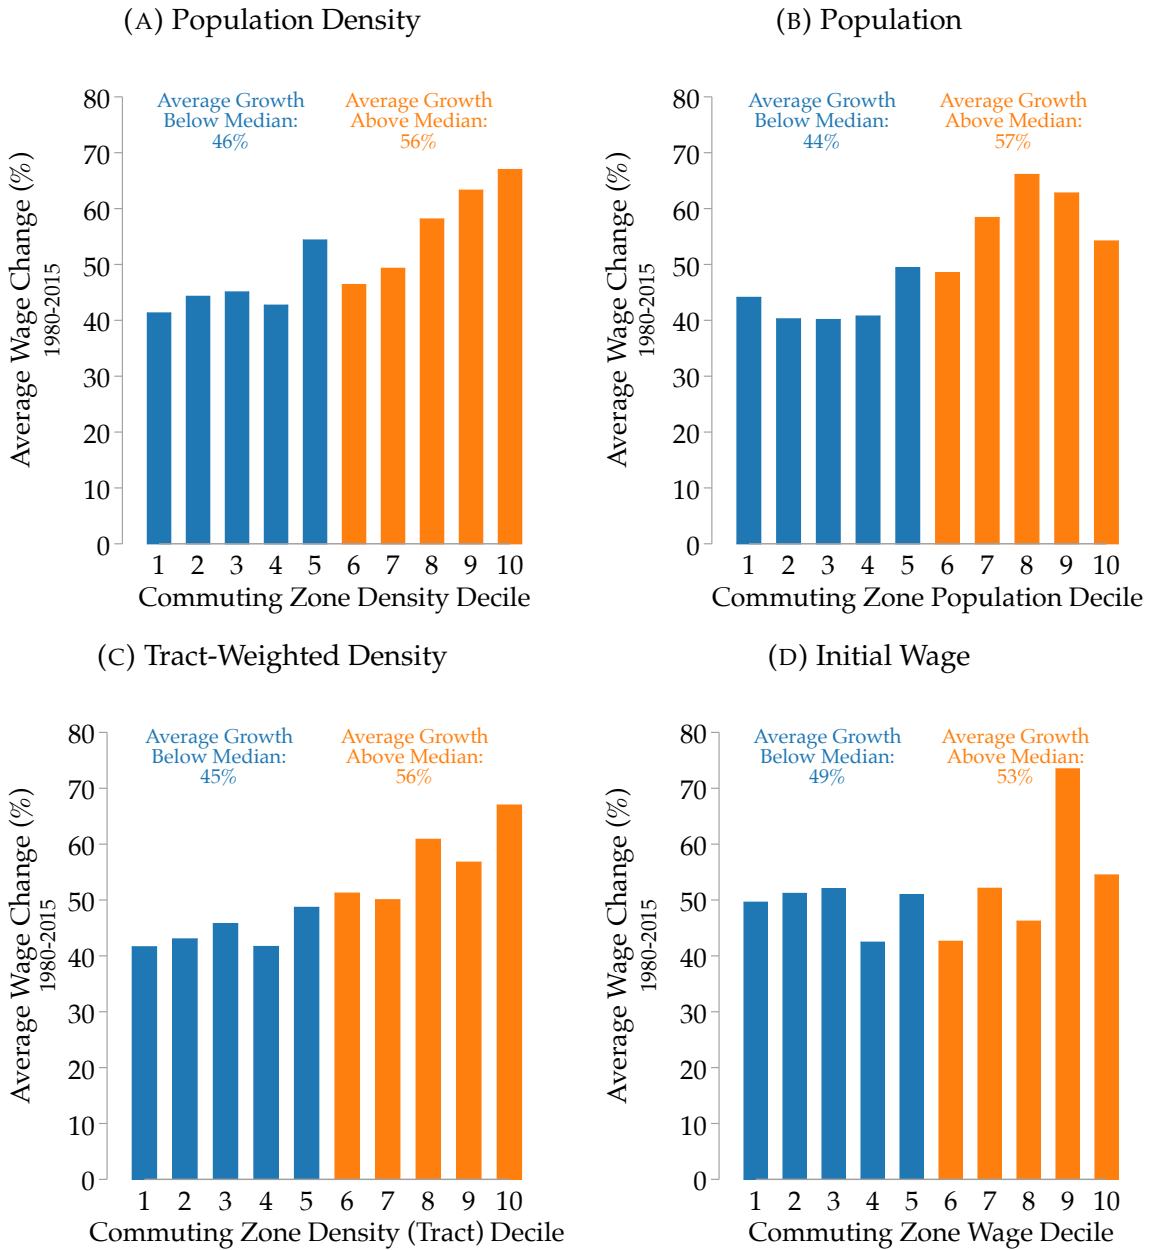 (A) Population Density
Average Growth
Below Median:
46%
Average Growth
Above Median:
56%
Average Wage Change (%)
1980-2015
80
70
60
50
40
30
20
10
0
1 2 3 4 5 6 7 8 9 10
Commuting Zone Density Decile
(B) Population
Average Growth
Below Median:
44%
Average Growth
Above Median:
57%
Average Wage Change (%)
1980-2015
80
70
60
50
40
30
20
10
0
1 2 3 4 5 6 7 8 9 10
Commuting Zone Population Decile
(C) Tract-Weighted Density
Average Growth
Below Median:
45%
Average Growth
Above Median:
56%
Average Wage Change (%)
1980-2015
80
70
60
50
40
30
20
10
0
1 2 3 4 5 6 7 8 9 10
Commuting Zone Density (Tract) Decile
(D) Initial Wage
Average Growth
Below Median:
49%
Average Growth
Above Median:
53%
Average Wage Change (%)
1980-2015
80
70
60
50
40
30
20
10
0
1 2 3 4 5 6 7 8 9 10
Commuting Zone Wage Decile